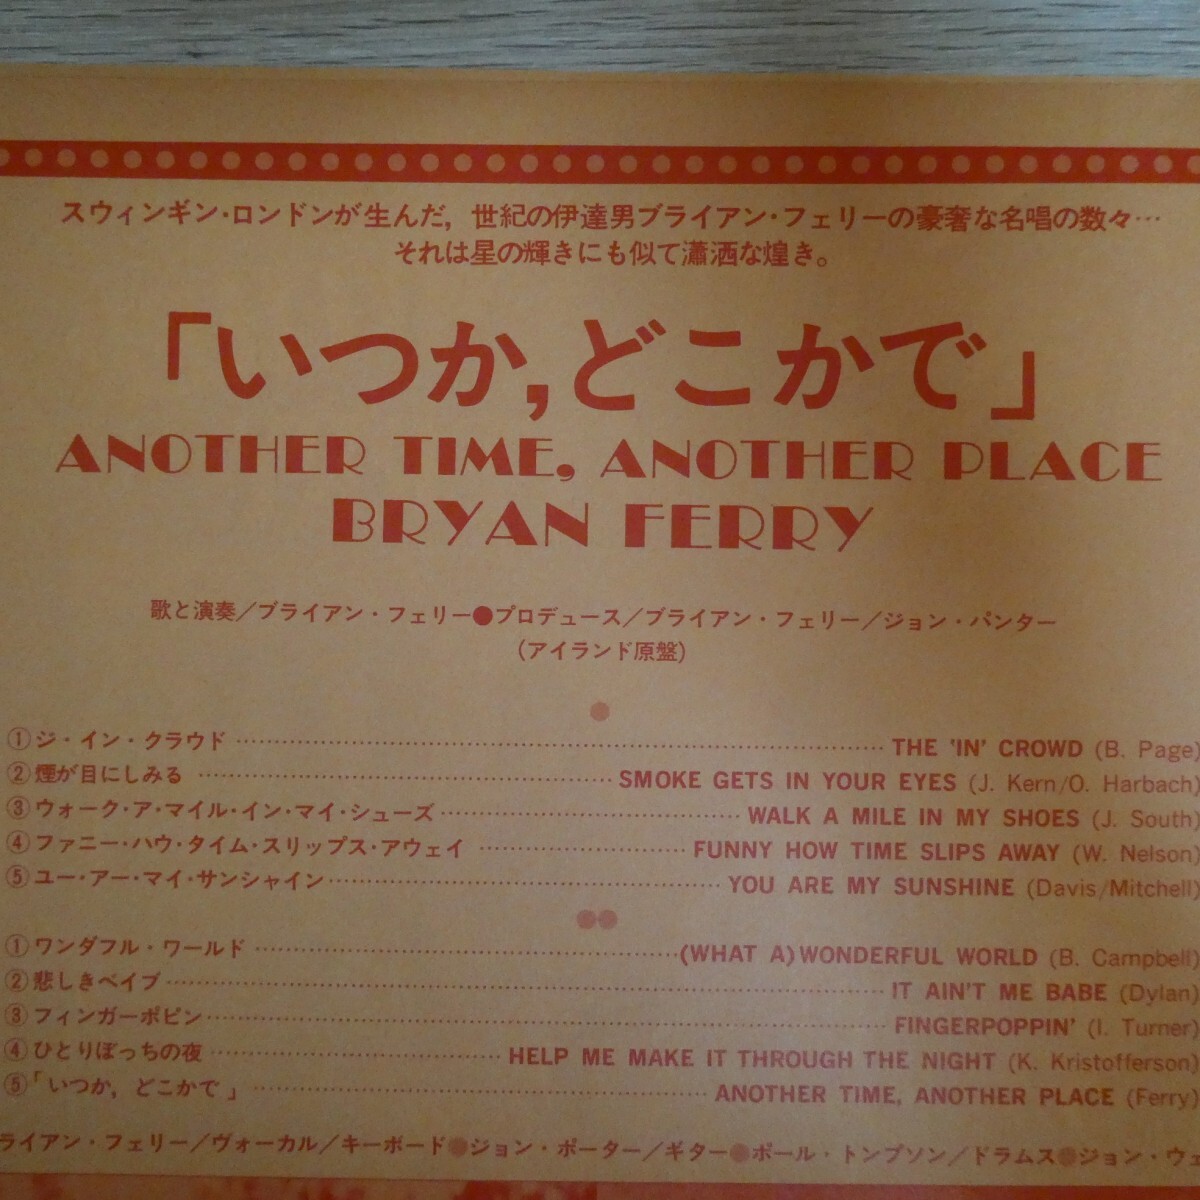 スウィンギン・ロンドンが生んだ, 世紀の伊達男ブライアン・フェリーの豪奢な名唱の数々…
それは星の輝きにも似て瀟洒な煌き。
「いつか,どこかで」
ANOTHER TIME, ANOTHER PLACE
BRYAN FERRY
歌と演奏／ブライアン・フェリー●プロデュース／ブライアン・フェリー／ジョン・パンター
(アイランド原盤)
●
①ジ・イン・クラウド……THE 'IN' CROWD (B. Page)
②煙が目にしみる……SMOKE GETS IN YOUR EYES (J. Kern/O. Harbach)
③ウォーク・ア・マイル・イン・マイ・シューズ……WALK A MILE IN MY SHOES (J. South)
④ファニー・ハウ・タイム・スリップス・アウェイ……FUNNY HOW TIME SLIPS AWAY (W. Nelson)
⑤ユー・アー・マイ・サンシャイン……YOU ARE MY SUNSHINE (Davis/Mitchell)
●●
①ワンダフル・ワールド……(WHAT A) WONDERFUL WORLD (B. Campbell)
②悲しきベイブ……IT AIN'T ME BABE (Dylan)
③フィンガーポピン……FINGERPOPPIN' (I. Turner)
④ひとりぼっちの夜……HELP ME MAKE IT THROUGH THE NIGHT (K. Kristofferson)
⑤「いつか, どこかで」……ANOTHER TIME, ANOTHER PLACE (Ferry)
ライアン・フェリー／ヴォーカル／キーボード●ジョン・ポーター／ギター●ポール・トンプソン／ドラムス●ジョン・ウェ